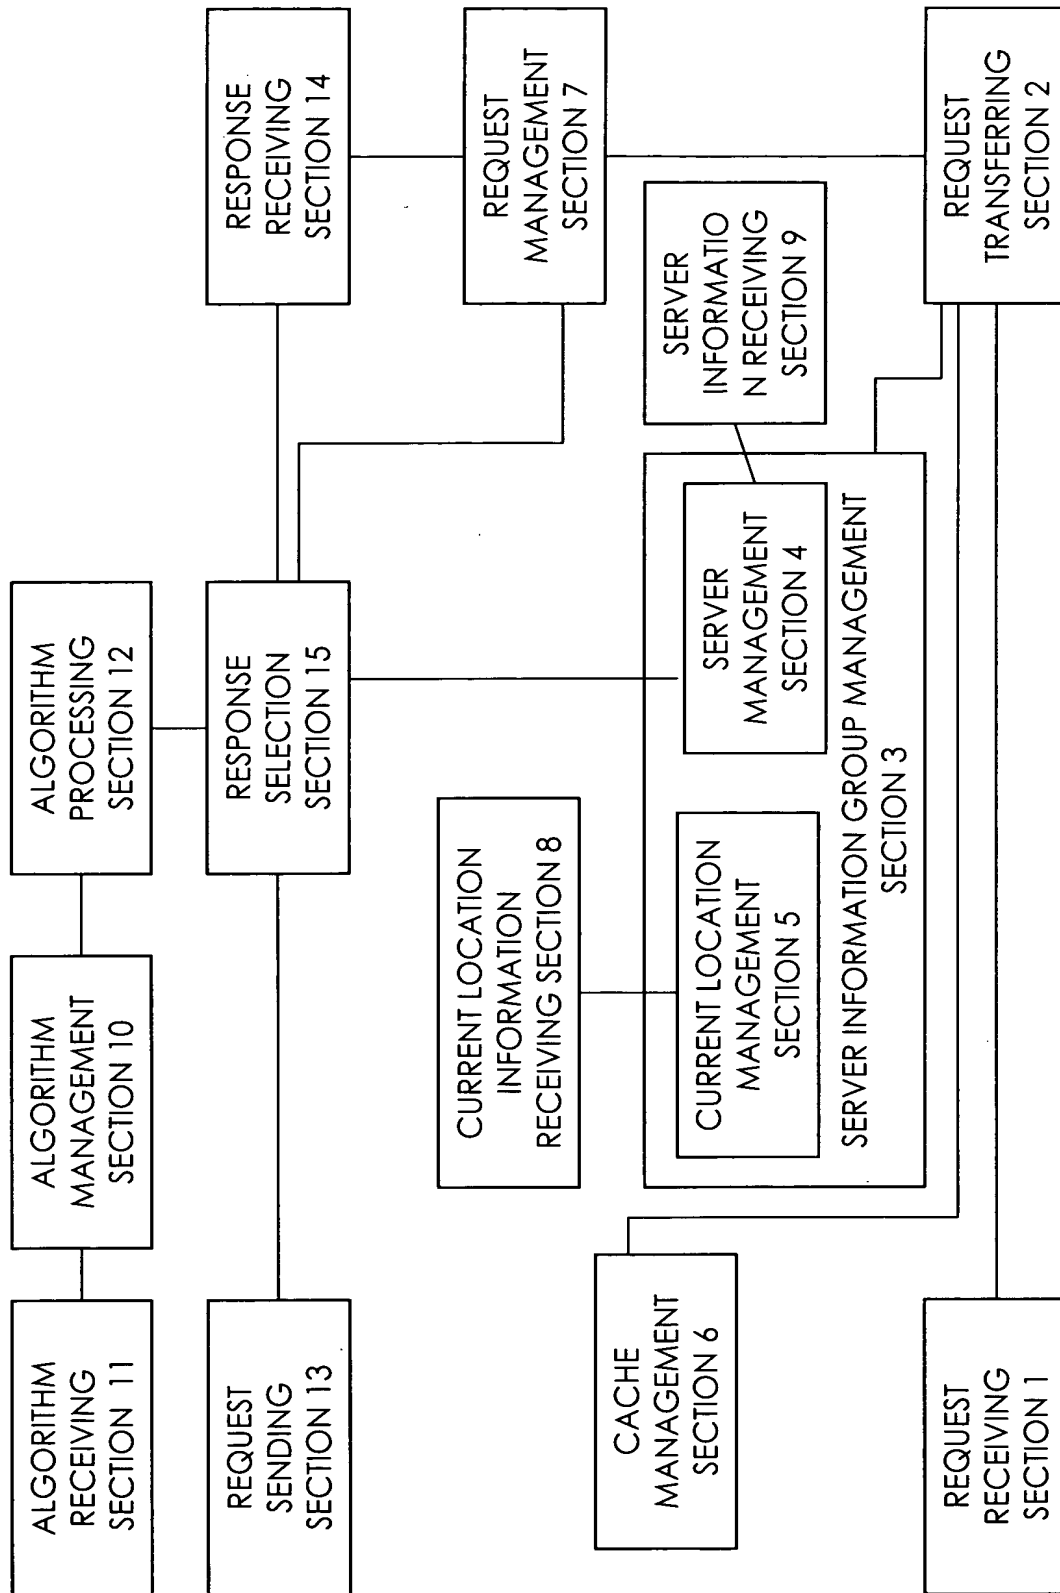 ALGORITHM
RECEIVING
SECTION 11
ALGORITHM
MANAGEMENT
SECTION 10
ALGORITHM
PROCESSING
SECTION 12
REQUEST
SENDING
SECTION 13
RESPONSE
SELECTION
SECTION 15
RESPONSE
RECEIVING
SECTION 14
CURRENT LOCATION
INFORMATION
RECEIVING SECTION 8
REQUEST
MANAGEMENT
SECTION 7
CACHE
MANAGEMENT
SECTION 6
CURRENT LOCATION
MANAGEMENT
SECTION 5
SERVER
MANAGEMENT
SECTION 4
SERVER INFORMATION GROUP MANAGEMENT
SECTION 3
SERVER
INFORMATIO
N RECEIVING
SECTION 9
REQUEST
RECEIVING
SECTION 1
REQUEST
TRANSFERRING
SECTION 2